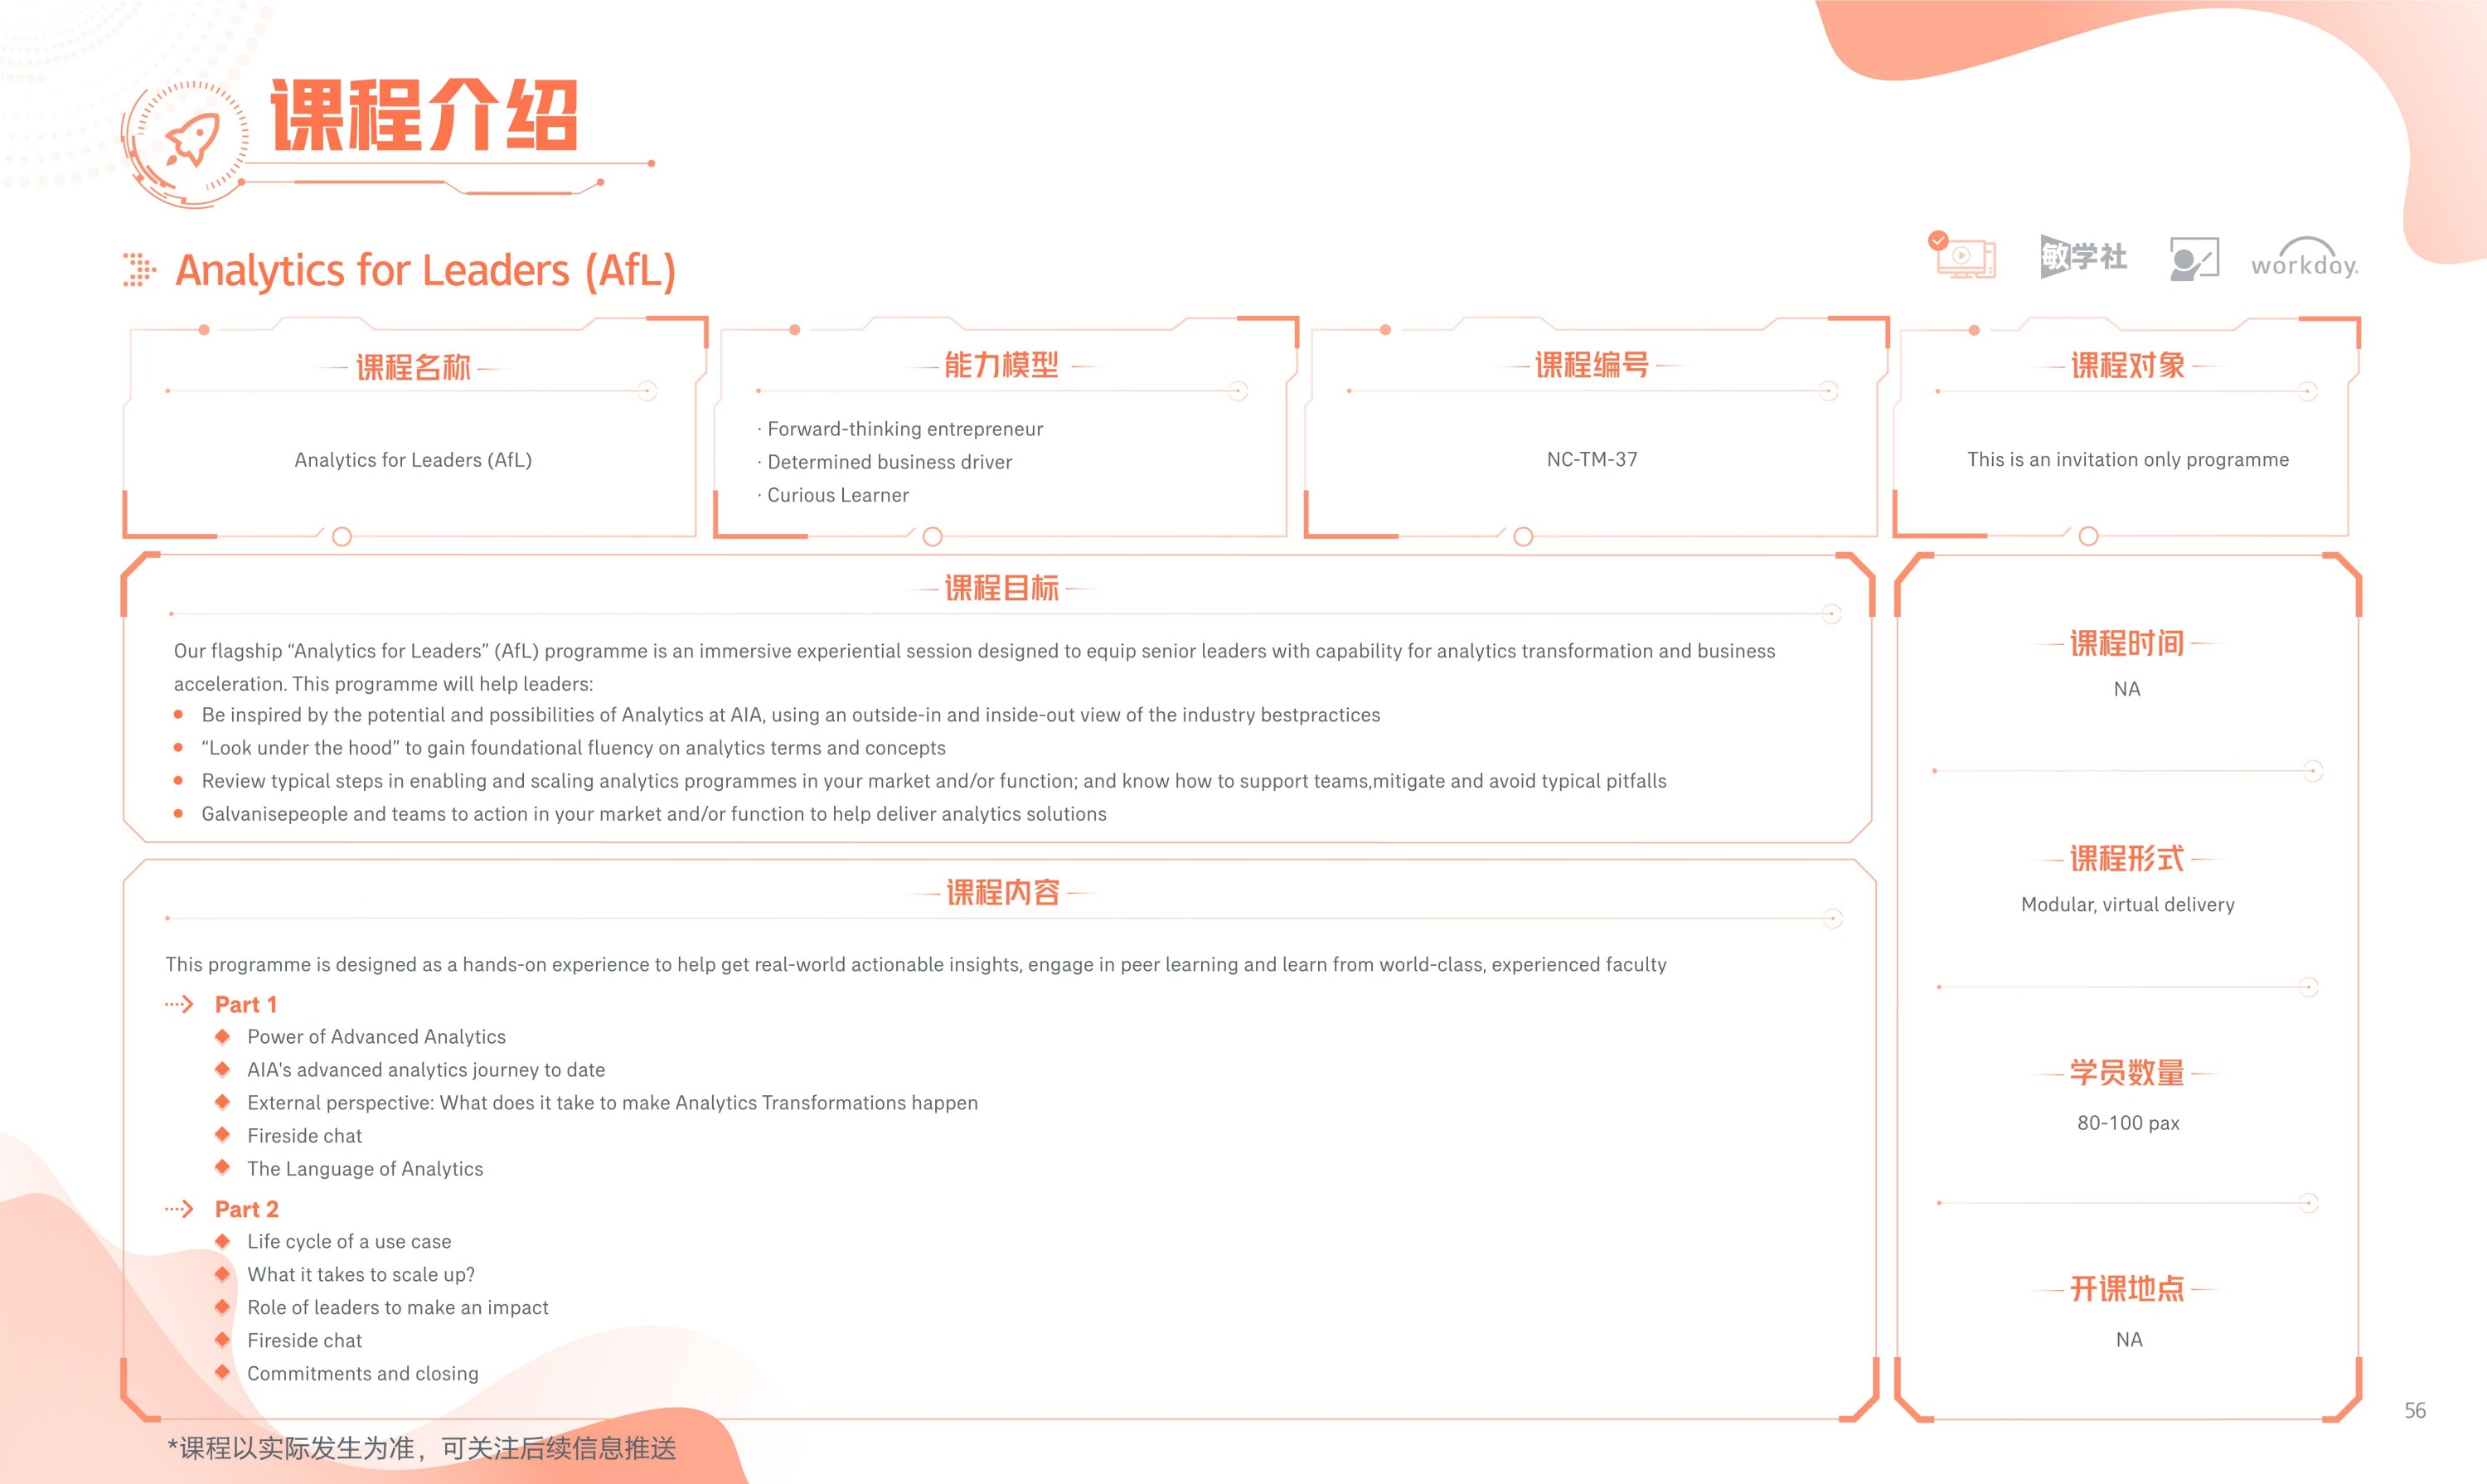 课程介绍
Analytics for Leaders (AfL)
敏学社
workday.
课程名称
Analytics for Leaders (AfL)
能力模型
· Forward-thinking entrepreneur
· Determined business driver
· Curious Learner
课程编号
NC-TM-37
课程对象
This is an invitation only programme
课程目标
Our flagship “Analytics for Leaders” (AfL) programme is an immersive experiential session designed to equip senior leaders with capability for analytics transformation and business
acceleration. This programme will help leaders:
Be inspired by the potential and possibilities of Analytics at AIA, using an outside-in and inside-out view of the industry bestpractices
“Look under the hood” to gain foundational fluency on analytics terms and concepts
Review typical steps in enabling and scaling analytics programmes in your market and/or function; and know how to support teams,mitigate and avoid typical pitfalls
Galvanisepeople and teams to action in your market and/or function to help deliver analytics solutions
课程内容
This programme is designed as a hands-on experience to help get real-world actionable insights, engage in peer learning and learn from world-class, experienced faculty
Part 1
Power of Advanced Analytics
AIA's advanced analytics journey to date
External perspective: What does it take to make Analytics Transformations happen
Fireside chat
The Language of Analytics
Part 2
Life cycle of a use case
What it takes to scale up?
Role of leaders to make an impact
Fireside chat
Commitments and closing
课程时间
NA
课程形式
Modular, virtual delivery
学员数量
80-100 pax
开课地点
NA
*课程以实际发生为准，可关注后续信息推送
56